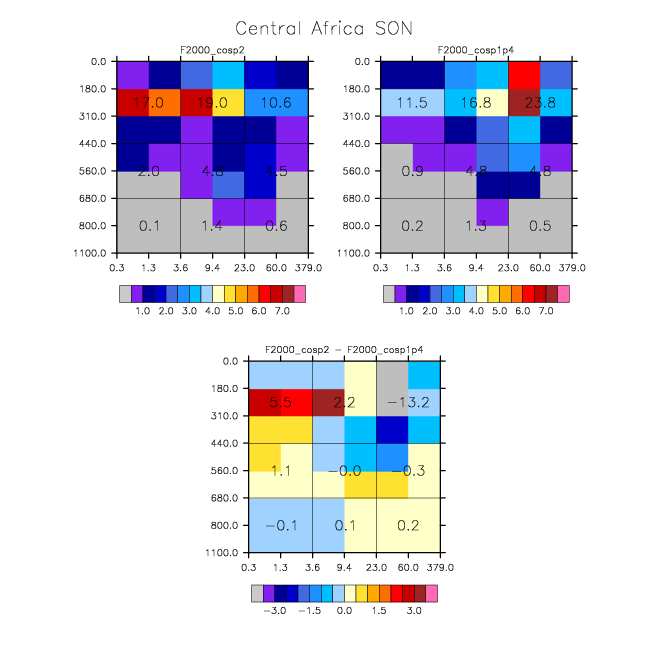 Central Africa SON
F2000_cosp2
0.0
180.0
310.0
440.0
560.0
680.0
800.0
1100.0
17.0 19.0 10.6
2.0 4.8 4.5
0.1 1.4 0.6
0.3 1.3 3.6 9.4 23.0 60.0 379.0
1.0 2.0 3.0 4.0 5.0 6.0 7.0
F2000_cosp1p4
0.0
180.0
310.0
440.0
560.0
680.0
800.0
1100.0
11.5 16.8 23.8
0.9 4.8 4.8
0.2 1.3 0.5
0.3 1.3 3.6 9.4 23.0 60.0 379.0
1.0 2.0 3.0 4.0 5.0 6.0 7.0
F2000_cosp2 − F2000_cosp1p4
0.0
180.0
310.0
440.0
560.0
680.0
800.0
1100.0
5.5 2.2 −13.2
1.1 −0.0 −0.3
−0.1 0.1 0.2
0.3 1.3 3.6 9.4 23.0 60.0 379.0
−3.0 −1.5 0.0 1.5 3.0